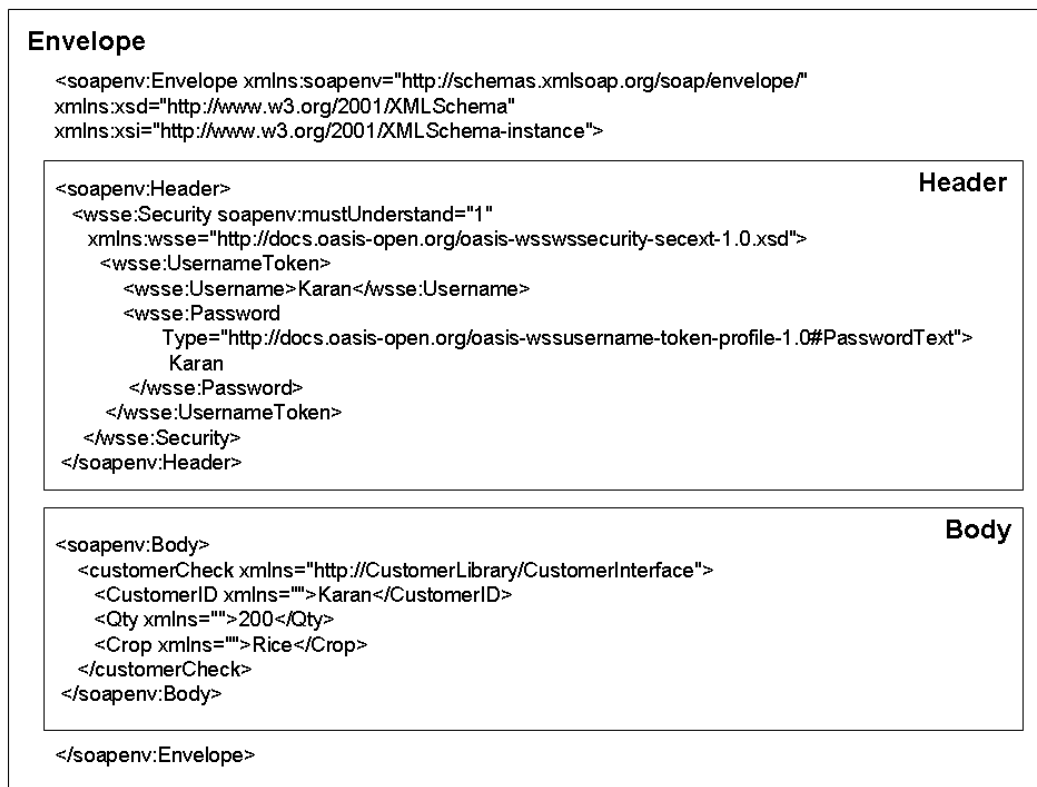 Envelope
<soapenv:Envelope xmlns:soapenv="http://schemas.xmlsoap.org/soap/envelope/"
xmlns:xsd="http://www.w3.org/2001/XMLSchema"
xmlns:xsi="http://www.w3.org/2001/XMLSchema-instance">
Header
<soapenv:Header>
<wsse:Security soapenv:mustUnderstand="1"
xmlns:wsse="http://docs.oasis-open.org/oasis-wsswssecurity-secext-1.0.xsd">
<wsse:UsernameToken>
<wsse:Username>Karan</wsse:Username>
<wsse:Password
Type="http://docs.oasis-open.org/oasis-wssusername-token-profile-1.0#PasswordText">
Karan
</wsse:Password>
</wsse:UsernameToken>
</wsse:Security>
</soapenv:Header>
Body
<soapenv:Body>
<customerCheck xmlns="http://CustomerLibrary/CustomerInterface">
<CustomerID xmlns="">Karan</CustomerID>
<Qty xmlns="">200</Qty>
<Crop xmlns="">Rice</Crop>
</customerCheck>
</soapenv:Body>
</soapenv:Envelope>